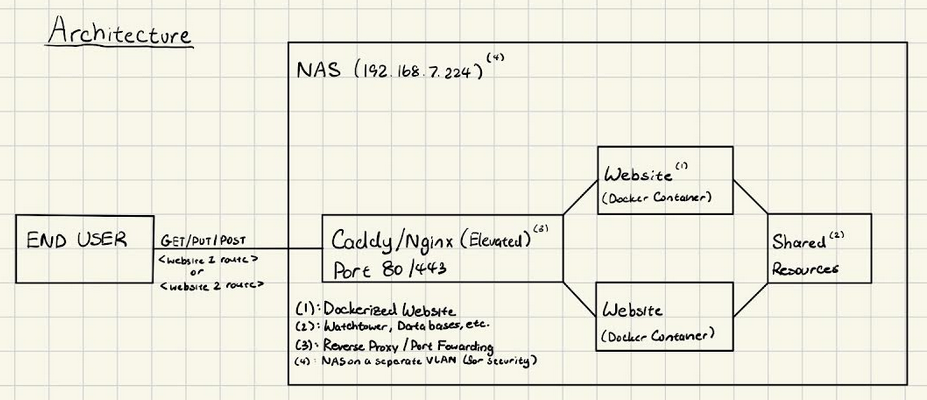 Architecture
NAS (192.168.7.224)(4)
END USER
GET/PUT/POST
<website 1 route>
or
<website 2 route>
Caddy/Nginx (Elevated)(3)
Port 80/443
Website(1)
(Docker Container)
Website
(Docker Container)
Shared(2)
Resources
(1): Dockerized Website
(2): Watchtower, Databases, etc.
(3): Reverse Proxy / Port Fowarding
(4): NAS on a separate VLAN (for security)